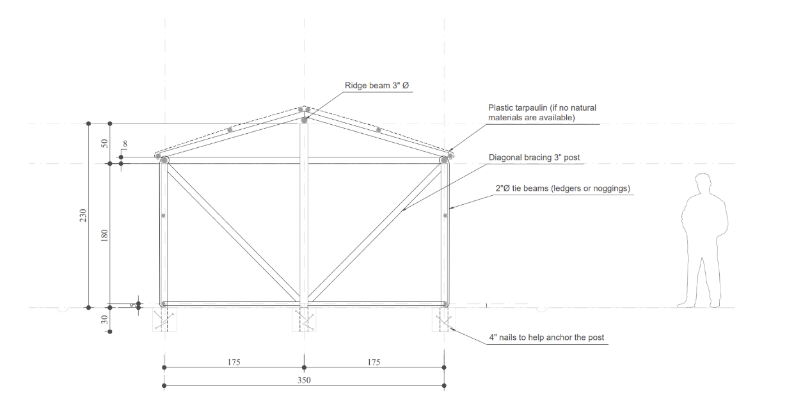 Ridge beam 3" Ø
Plastic tarpaulin (if no natural
materials are available)
8
50
Diagonal bracing 3" post
2"Ø tie beams (ledgers or noggings)
230
180
30
4" nails to help anchor the post
175
175
350